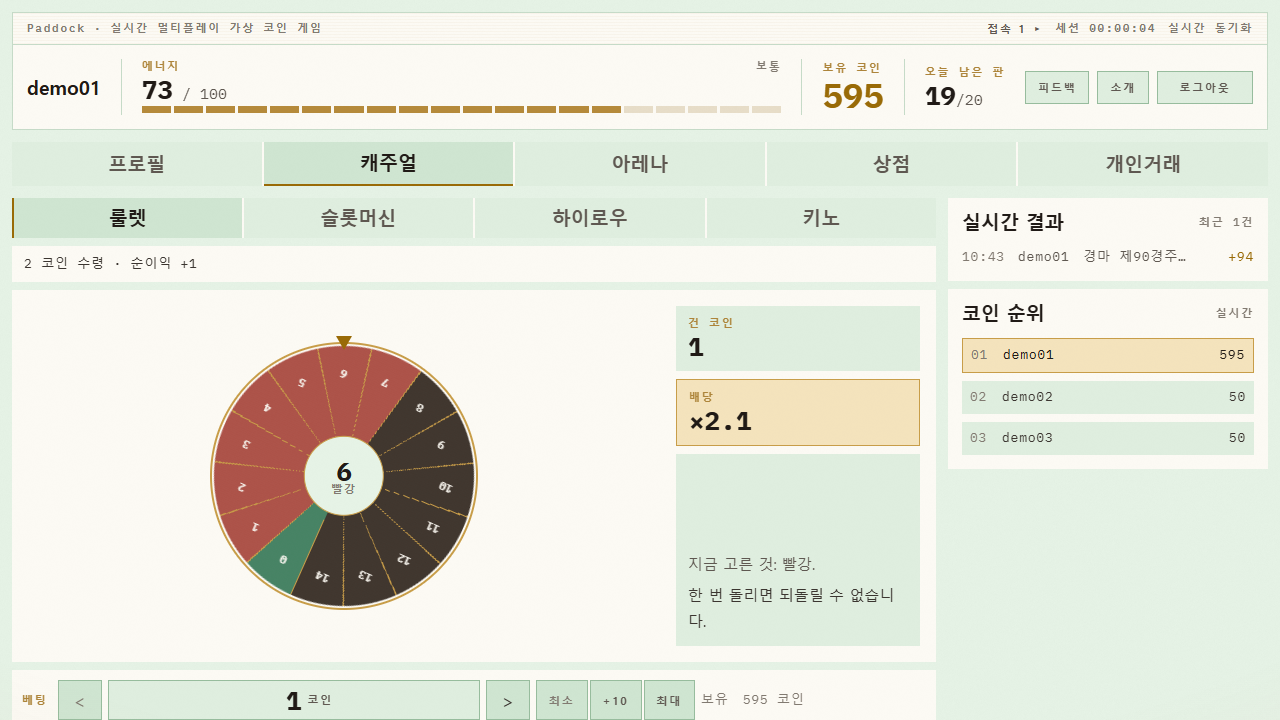 Paddock · 실시간 멀티플레이 가상 코인 게임
접속 1 ▸ 세션 00:00:04 실시간 동기화
demo01
에너지
보통
73 / 100
보유 코인
595
오늘 남은 판
19/20
피드백
소개
로그아웃
프로필
캐주얼
아레나
상점
개인거래
룰렛
슬롯머신
하이로우
키노
2 코인 수령 · 순이익 +1
0
1
2
3
4
5
6
7
8
9
10
11
12
13
14
6
빨강
건 코인
1
배당
×2.1
지금 고른 것: 빨강.
한 번 돌리면 되돌릴 수 없습니
다.
베팅
<
1 코인
>
최소
+10
최대
보유 595 코인
실시간 결과
최근 1건
10:43 demo01 경마 제90경주… +94
코인 순위
실시간
01 demo01 595
02 demo02 50
03 demo03 50